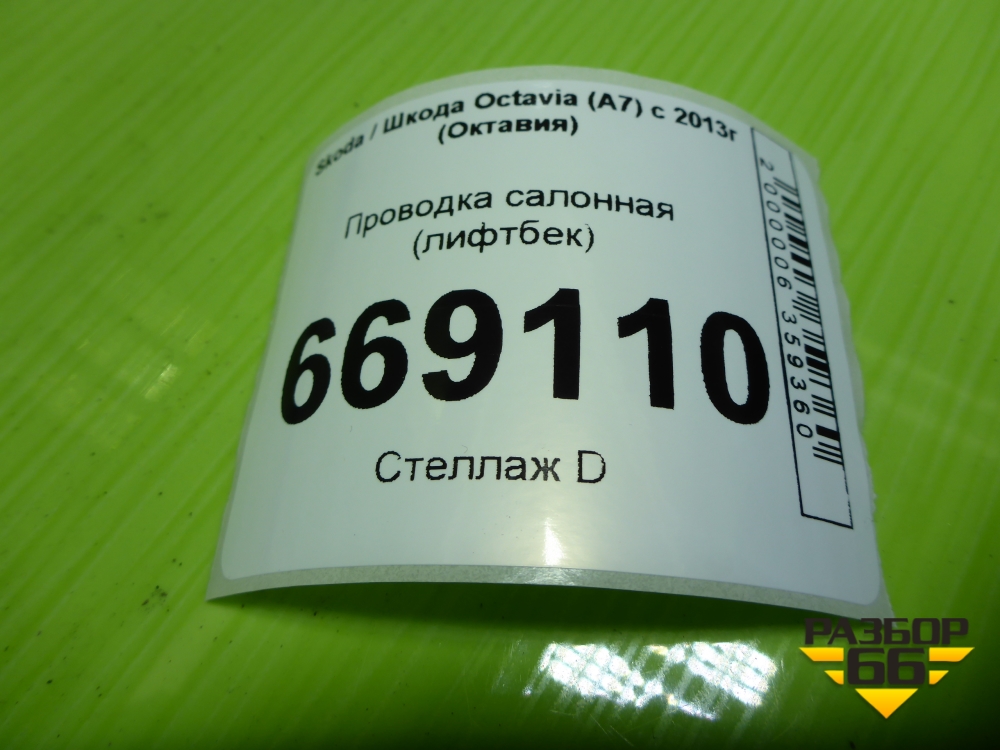 Skoda / Шкода Octavia (A7) с 2013г
(Октавия)
Проводка салонная
(лифтбек)
669110
Стеллаж D
2000006359360
РАЗБОР
66